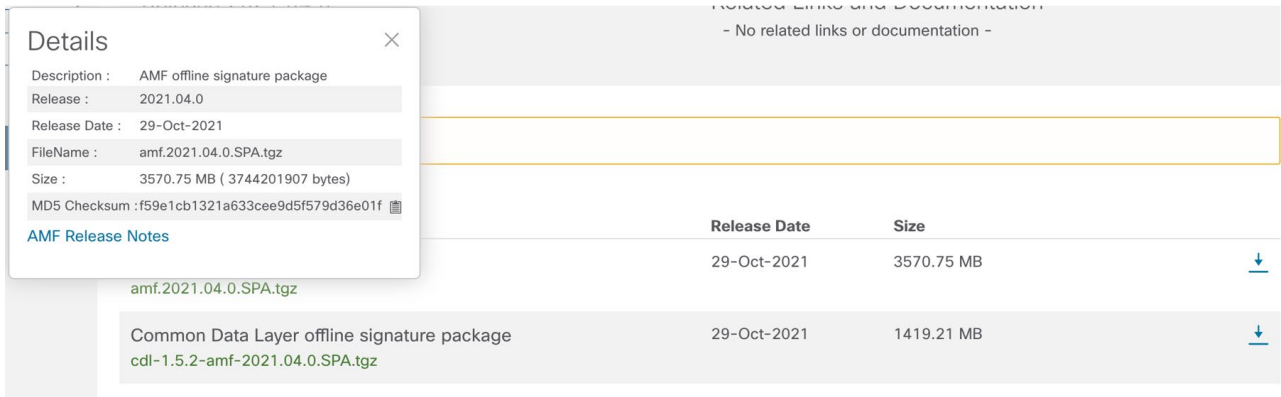 Related Links and Documentation
- No related links or documentation -
Details
Description : AMF offline signature package
Release : 2021.04.0
Release Date : 29-Oct-2021
FileName : amf.2021.04.0.SPA.tgz
Size : 3570.75 MB ( 3744201907 bytes)
MD5 Checksum :f59e1cb1321a633cee9d5f579d36e01f
AMF Release Notes
Release Date Size
29-Oct-2021 3570.75 MB
amf.2021.04.0.SPA.tgz
Common Data Layer offline signature package 29-Oct-2021 1419.21 MB
cdl-1.5.2-amf-2021.04.0.SPA.tgz